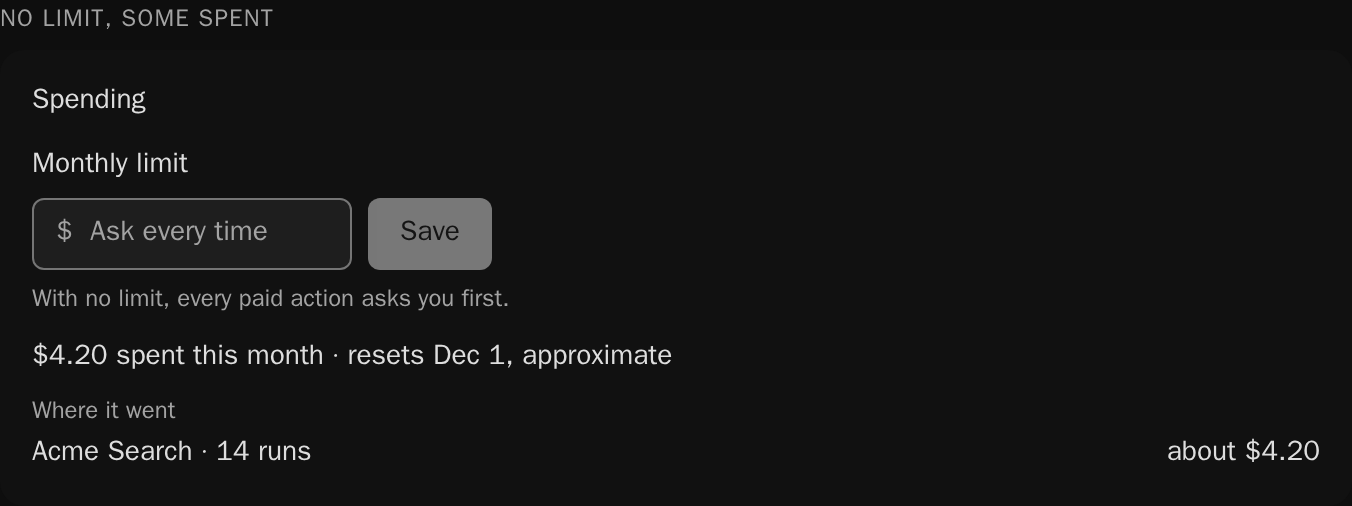 NO LIMIT, SOME SPENT
Spending
Monthly limit
$ Ask every time
Save
With no limit, every paid action asks you first.
$4.20 spent this month · resets Dec 1, approximate
Where it went
Acme Search · 14 runs
about $4.20